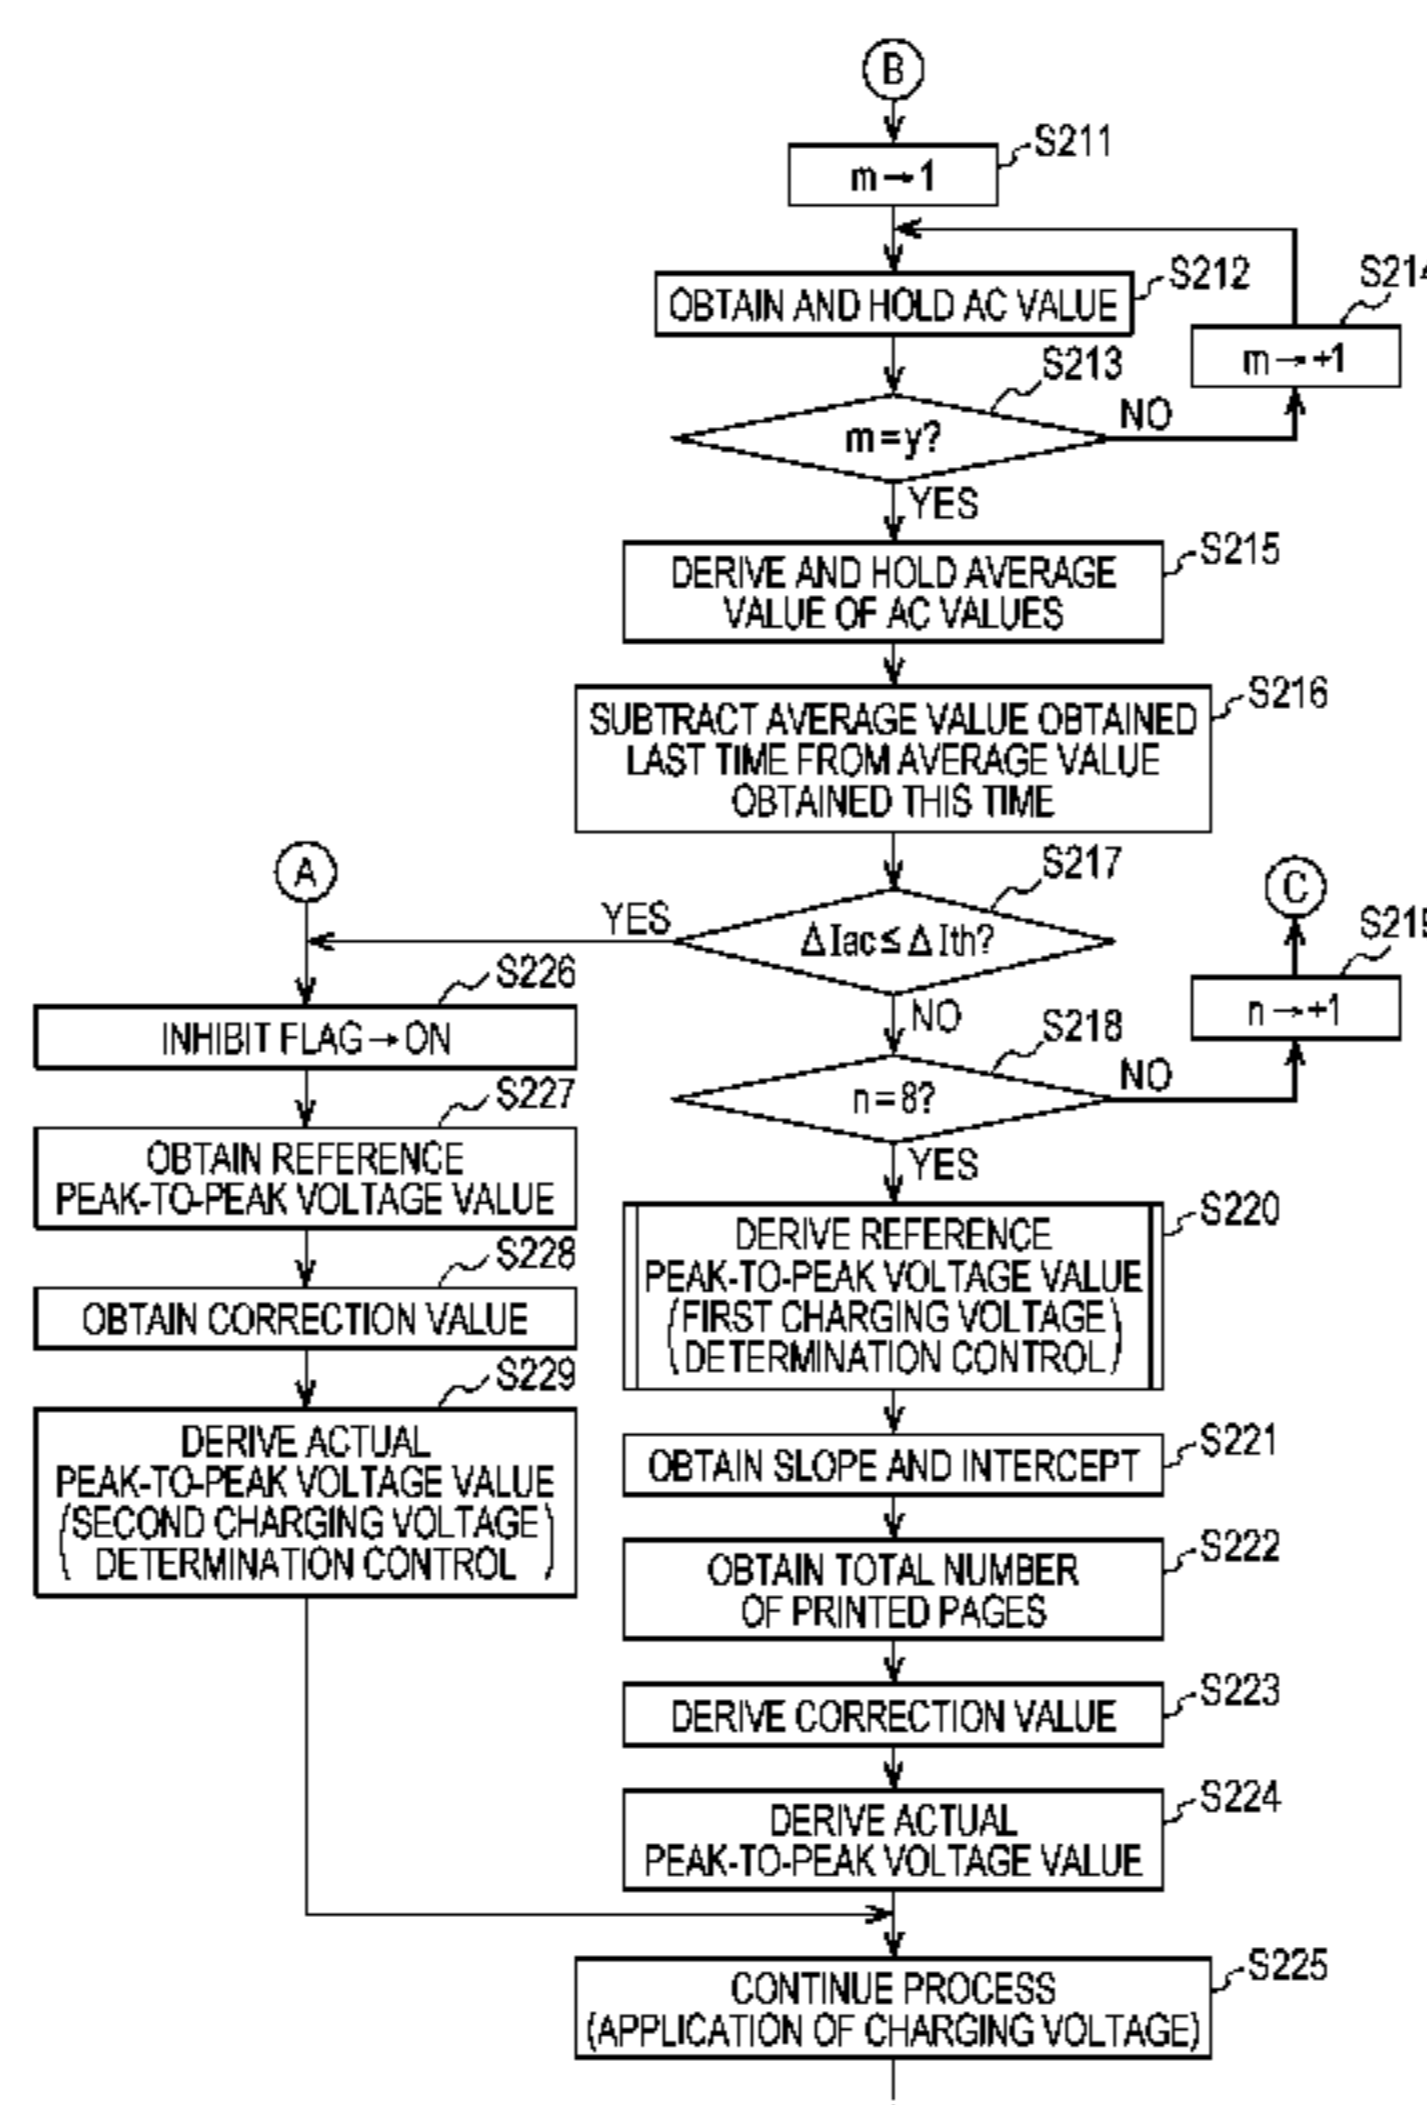 B
S211
m→1
S212
OBTAIN AND HOLD AC VALUE
S214
m→+1
S213
m=y?
NO
YES
S215
DERIVE AND HOLD AVERAGE
VALUE OF AC VALUES
S216
SUBTRACT AVERAGE VALUE OBTAINED
LAST TIME FROM AVERAGE VALUE
OBTAINED THIS TIME
A
S217
C
YES
ΔIac≤ΔIth?
S219
n→+1
NO
S226
INHIBIT FLAG→ON
S218
n=8?
NO
YES
S227
OBTAIN REFERENCE
PEAK-TO-PEAK VOLTAGE VALUE
S220
DERIVE REFERENCE
PEAK-TO-PEAK VOLTAGE VALUE
(FIRST CHARGING VOLTAGE
DETERMINATION CONTROL)
S228
OBTAIN CORRECTION VALUE
S229
DERIVE ACTUAL
PEAK-TO-PEAK VOLTAGE VALUE
(SECOND CHARGING VOLTAGE
DETERMINATION CONTROL)
S221
OBTAIN SLOPE AND INTERCEPT
S222
OBTAIN TOTAL NUMBER
OF PRINTED PAGES
S223
DERIVE CORRECTION VALUE
S224
DERIVE ACTUAL
PEAK-TO-PEAK VOLTAGE VALUE
S225
CONTINUE PROCESS
(APPLICATION OF CHARGING VOLTAGE)